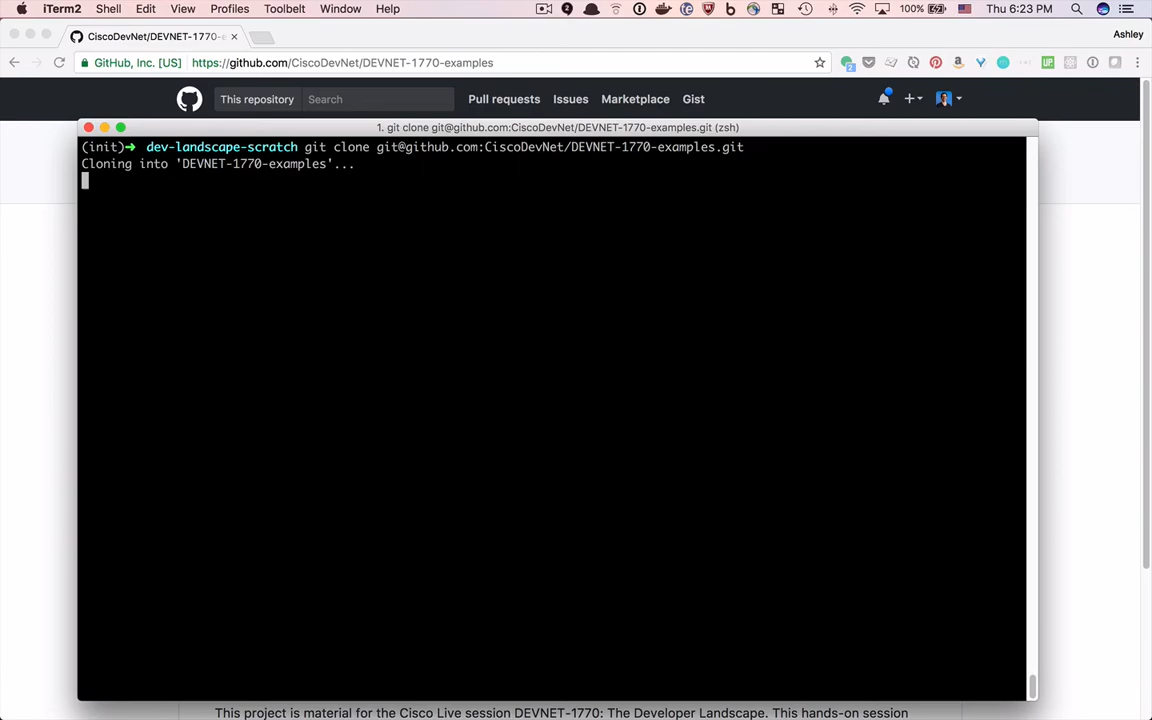 iTerm2 Shell Edit View Profiles Toolbelt Window Help 100% Thu 6:23 PM
CiscoDevNet/DEVNET-1770-e
Ashley
GitHub, Inc. [US] https://github.com/CiscoDevNet/DEVNET-1770-examples
This repository Search Pull requests Issues Marketplace Gist
1. git clone git@github.com:CiscoDevNet/DEVNET-1770-examples.git (zsh)
(init)➜ dev-landscape-scratch git clone git@github.com:CiscoDevNet/DEVNET-1770-examples.git
Cloning into 'DEVNET-1770-examples'...
This project is material for the Cisco Live session DEVNET-1770: The Developer Landscape. This hands-on session